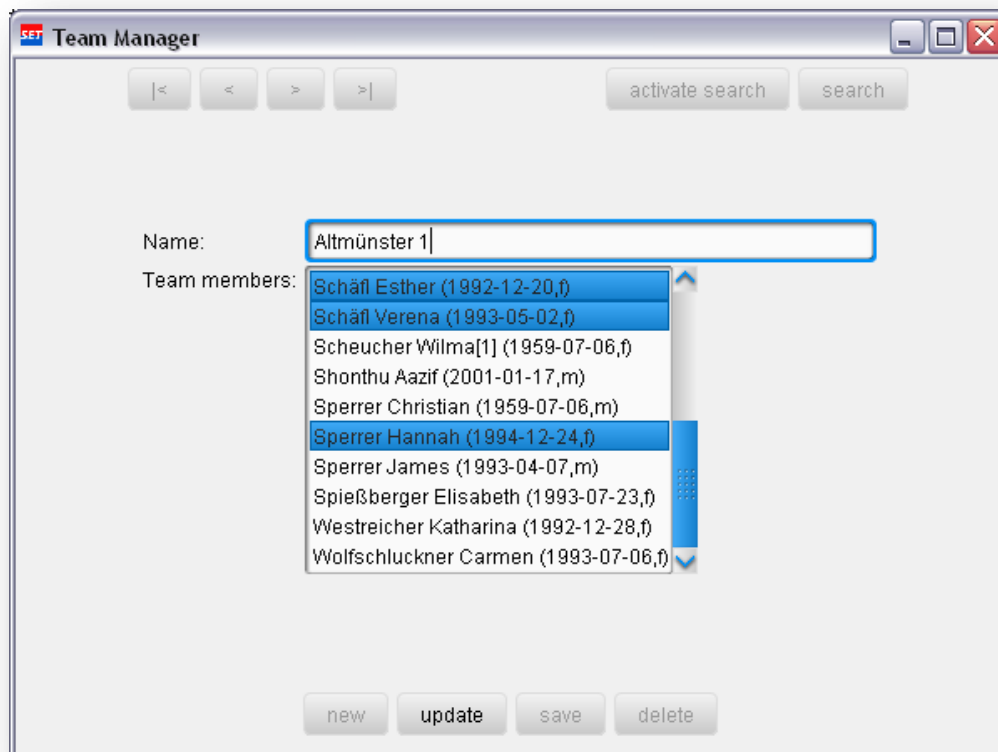 SET Team Manager
|< < > >| activate search search
Name: Altmünster 1
Team members:
Schäfl Esther (1992-12-20,f)
Schäfl Verena (1993-05-02,f)
Scheucher Wilma[1] (1959-07-06,f)
Shonthu Aazif (2001-01-17,m)
Sperrer Christian (1959-07-06,m)
Sperrer Hannah (1994-12-24,f)
Sperrer James (1993-04-07,m)
Spießberger Elisabeth (1993-07-23,f)
Westreicher Katharina (1992-12-28,f)
Wolfschluckner Carmen (1993-07-06,f)
new update save delete